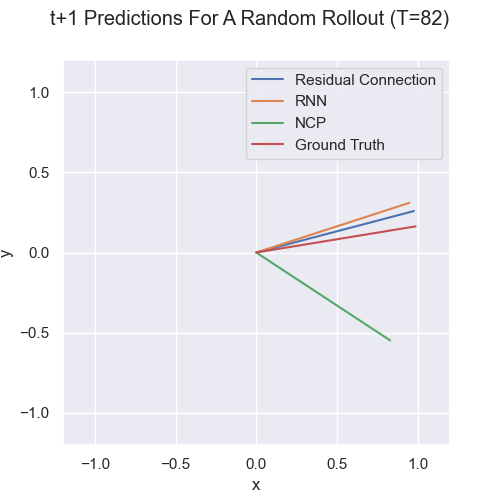 t+1 Predictions For A Random Rollout (T=82)
Residual Connection
RNN
NCP
Ground Truth
1.0
0.5
0.0
−0.5
−1.0
y
−1.0 −0.5 0.0 0.5 1.0
x